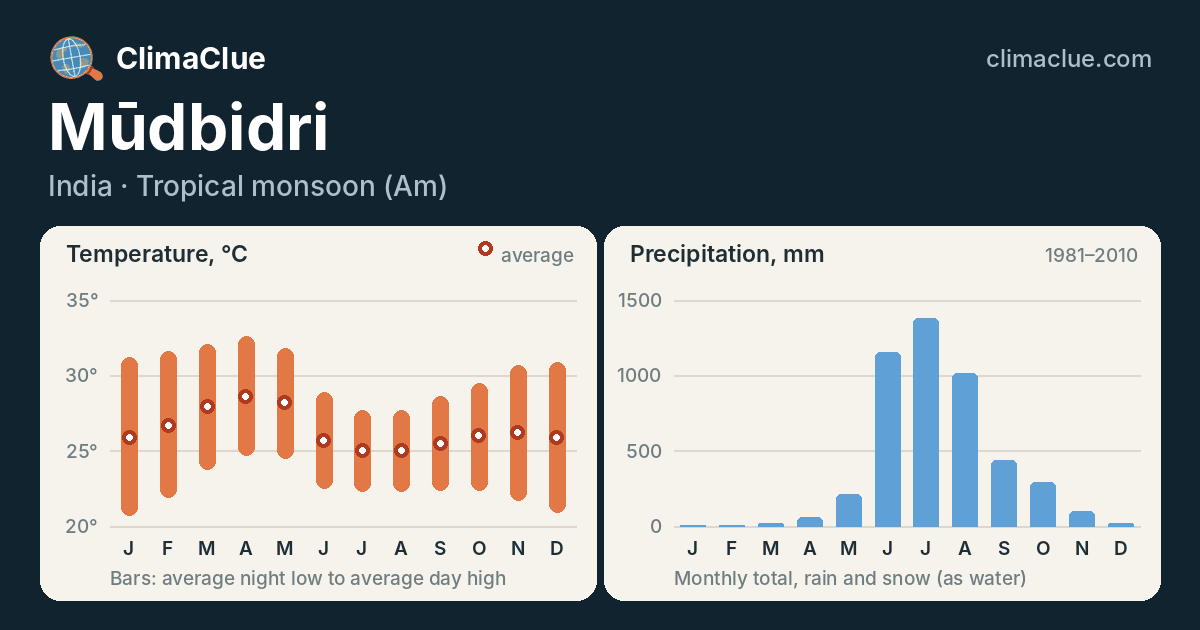 ClimaClue
climaclue.com
Mūdbidri
India · Tropical monsoon (Am)
Temperature, °C
average
35°
30°
25°
20°
J F M A M J J A S O N D
Bars: average night low to average day high
Precipitation, mm
1981–2010
1500
1000
500
0
J F M A M J J A S O N D
Monthly total, rain and snow (as water)